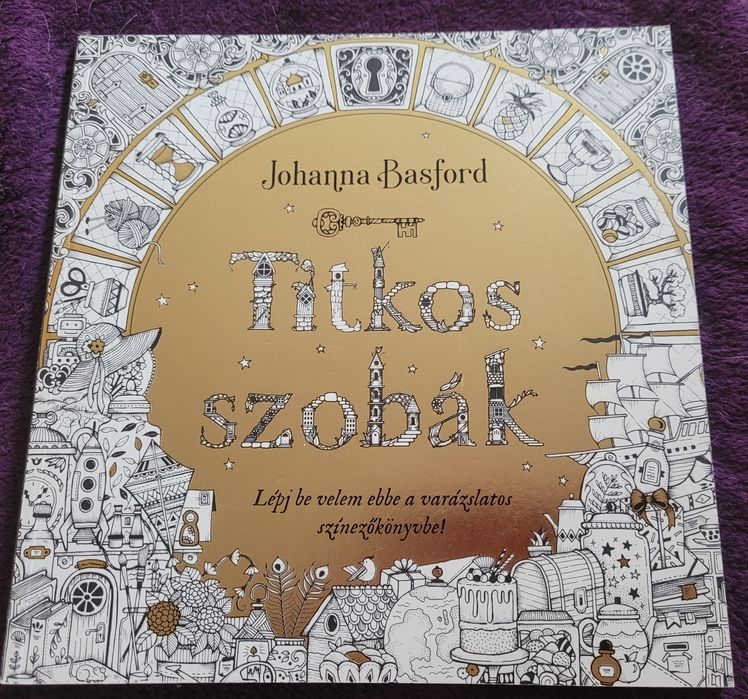 Johanna Basford
Titkos
szobák
Lépj be velem ebbe a varázslatos
színezőkönyvbe!